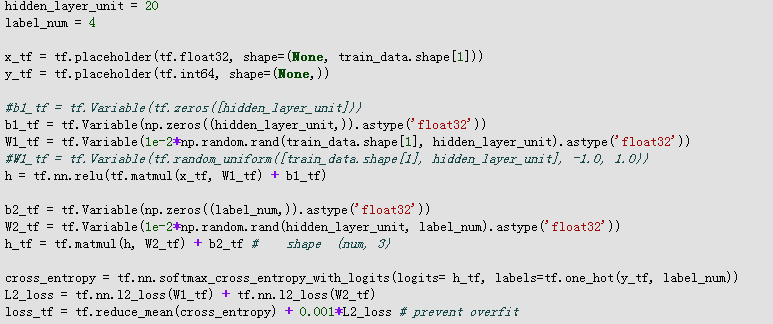 hidden_layer_unit = 20
label_num = 4
x_tf = tf.placeholder(tf.float32, shape=(None, train_data.shape[1]))
y_tf = tf.placeholder(tf.int64, shape=(None,))
#b1_tf = tf.Variable(tf.zeros([hidden_layer_unit]))
b1_tf = tf.Variable(np.zeros((hidden_layer_unit,)).astype('float32'))
W1_tf = tf.Variable(1e-2*np.random.rand(train_data.shape[1], hidden_layer_unit).astype('float32'))
#W1_tf = tf.Variable(tf.random_uniform([train_data.shape[1], hidden_layer_unit], -1.0, 1.0))
h = tf.nn.relu(tf.matmul(x_tf, W1_tf) + b1_tf)
b2_tf = tf.Variable(np.zeros((label_num,)).astype('float32'))
W2_tf = tf.Variable(1e-2*np.random.rand(hidden_layer_unit, label_num).astype('float32'))
h_tf = tf.matmul(h, W2_tf) + b2_tf #    shape  (num, 3)
cross_entropy = tf.nn.softmax_cross_entropy_with_logits(logits= h_tf, labels=tf.one_hot(y_tf, label_num))
L2_loss = tf.nn.l2_loss(W1_tf) + tf.nn.l2_loss(W2_tf)
loss_tf = tf.reduce_mean(cross_entropy) + 0.001*L2_loss # prevent overfit